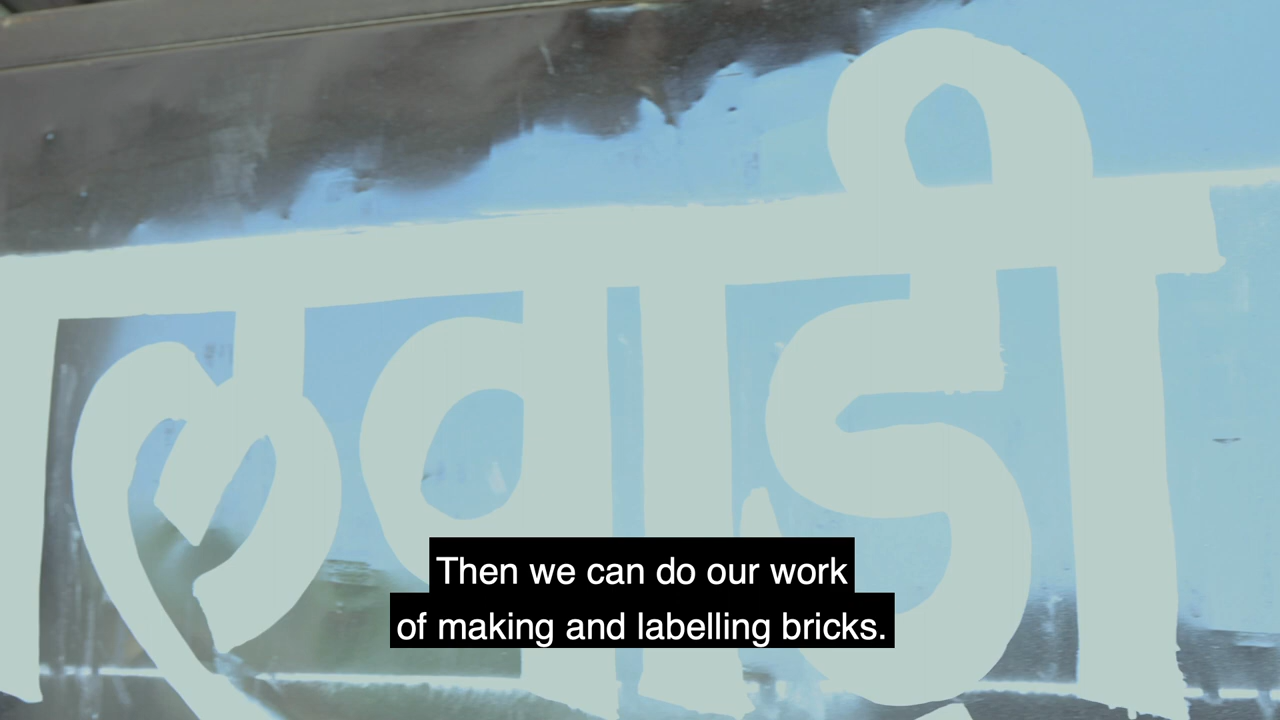 लवाड़ी
Then we can do our work
of making and labelling bricks.